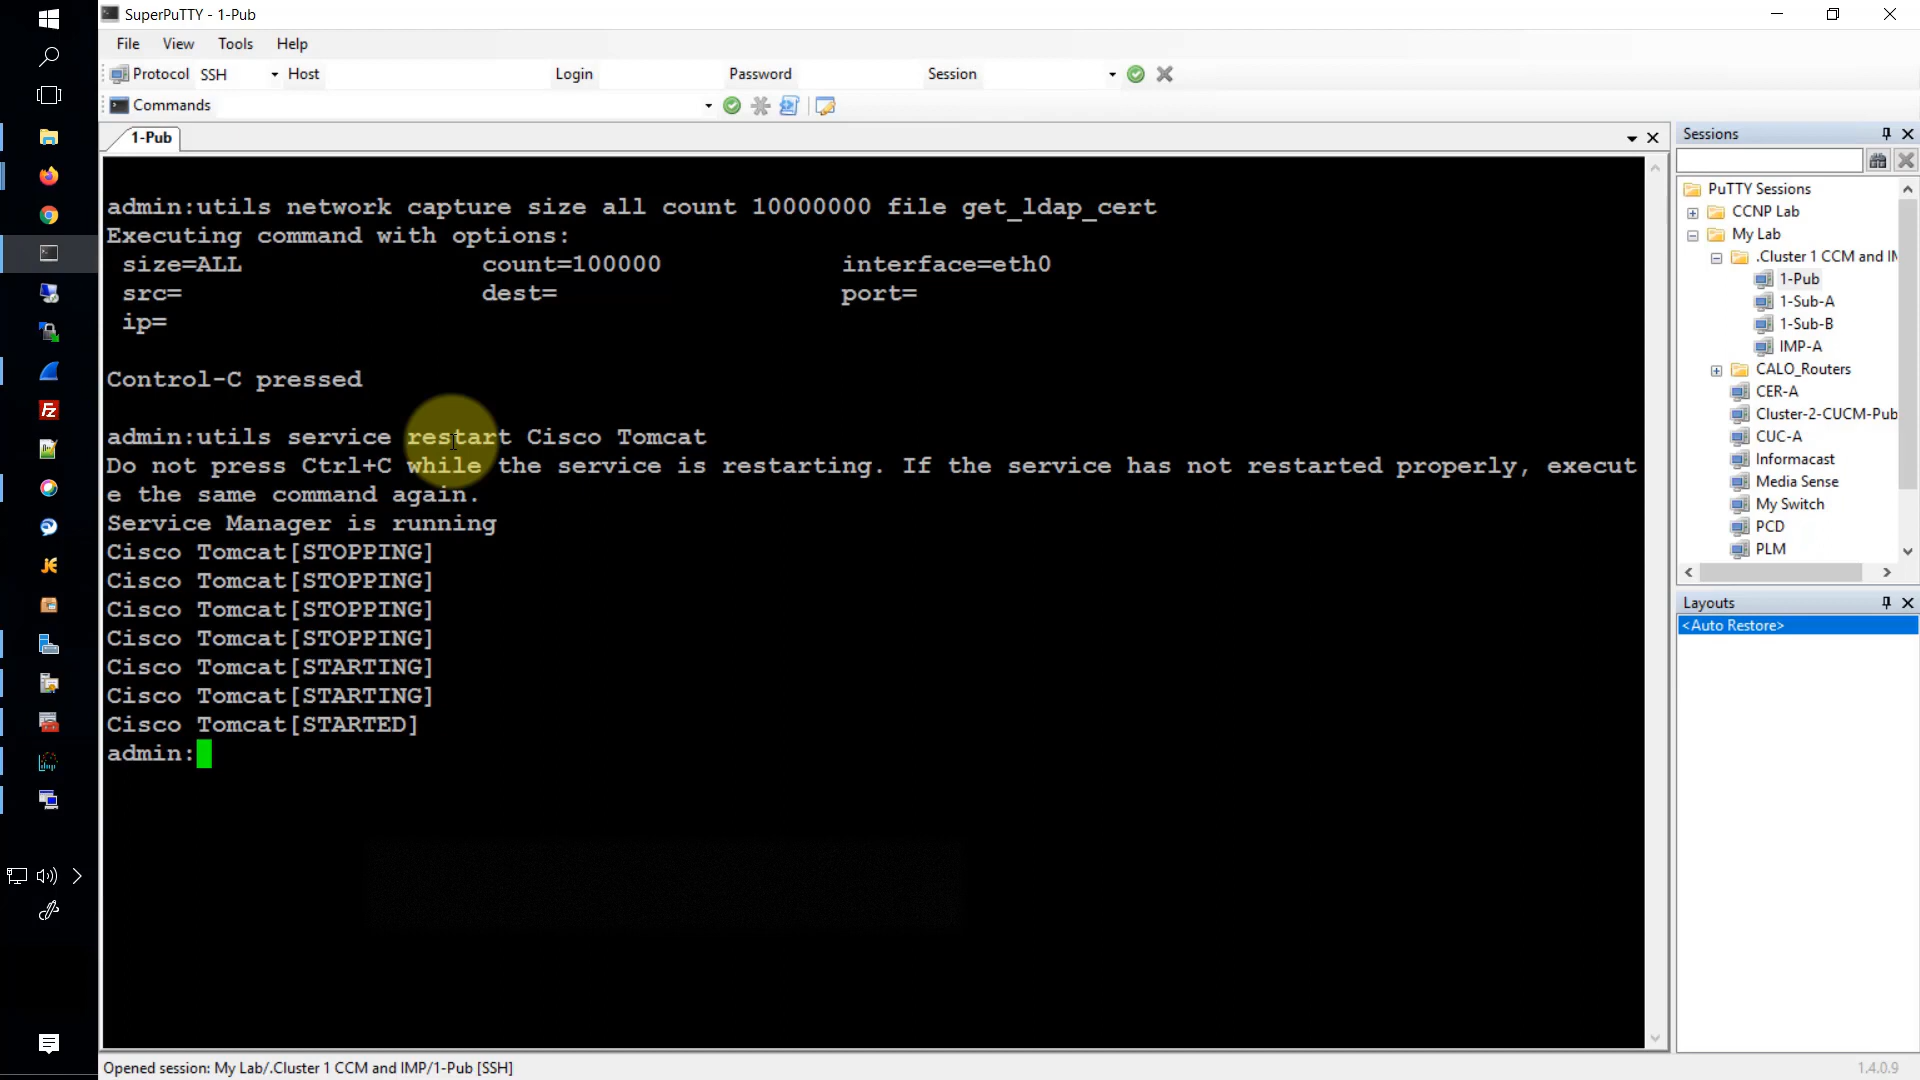 SuperPuTTY - 1-Pub
File View Tools Help
Protocol SSH Host Login Password Session
Commands
1-Pub
admin:utils network capture size all count 10000000 file get_ldap_cert
Executing command with options:
size=ALL count=100000 interface=eth0
src= dest= port=
ip=
Control-C pressed
admin:utils service restart Cisco Tomcat
Do not press Ctrl+C while the service is restarting. If the service has not restarted properly, execut
e the same command again.
Service Manager is running
Cisco Tomcat[STOPPING]
Cisco Tomcat[STOPPING]
Cisco Tomcat[STOPPING]
Cisco Tomcat[STOPPING]
Cisco Tomcat[STARTING]
Cisco Tomcat[STARTING]
Cisco Tomcat[STARTED]
admin:
Sessions
PuTTY Sessions
CCNP Lab
My Lab
.Cluster 1 CCM and IM
1-Pub
1-Sub-A
1-Sub-B
IMP-A
CALO_Routers
CER-A
Cluster-2-CUCM-Pub
CUC-A
Informacast
Media Sense
My Switch
PCD
PLM
Layouts
<Auto Restore>
Opened session: My Lab/.Cluster 1 CCM and IMP/1-Pub [SSH]
1.4.0.9